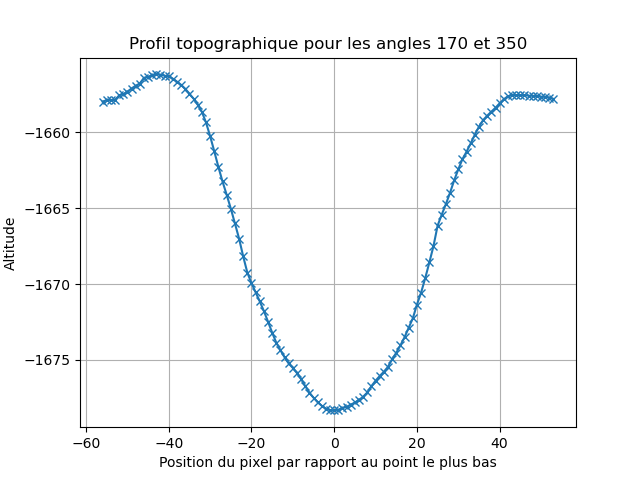 Profil topographique pour les angles 170 et 350
Altitude
−1660
−1665
−1670
−1675
−60 −40 −20 0 20 40
Position du pixel par rapport au point le plus bas